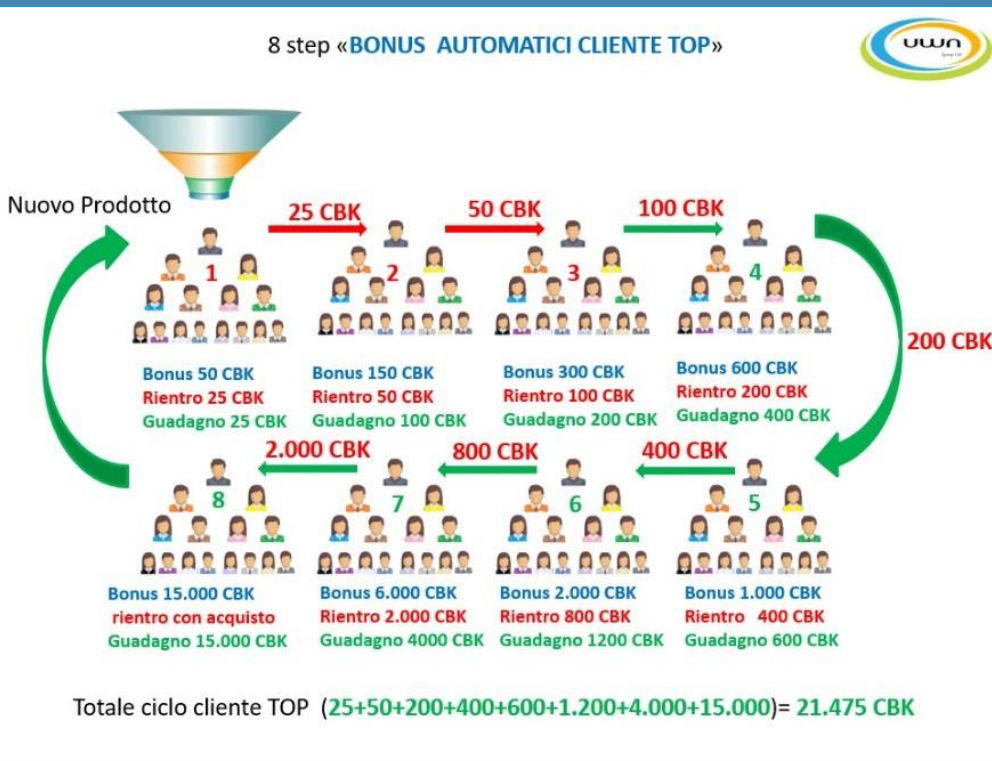 8 step «BONUS AUTOMATICI CLIENTE TOP»
uwn
Nuovo Prodotto
25 CBK
50 CBK
100 CBK
1
2
3
4
200 CBK
Bonus 50 CBK
Rientro 25 CBK
Guadagno 25 CBK
Bonus 150 CBK
Rientro 50 CBK
Guadagno 100 CBK
Bonus 300 CBK
Rientro 100 CBK
Guadagno 200 CBK
Bonus 600 CBK
Rientro 200 CBK
Guadagno 400 CBK
2.000 CBK
800 CBK
400 CBK
8
7
6
5
Bonus 15.000 CBK
rientro con acquisto
Guadagno 15.000 CBK
Bonus 6.000 CBK
Rientro 2.000 CBK
Guadagno 4000 CBK
Bonus 2.000 CBK
Rientro 800 CBK
Guadagno 1200 CBK
Bonus 1.000 CBK
Rientro 400 CBK
Guadagno 600 CBK
Totale ciclo cliente TOP (25+50+200+400+600+1.200+4.000+15.000)= 21.475 CBK